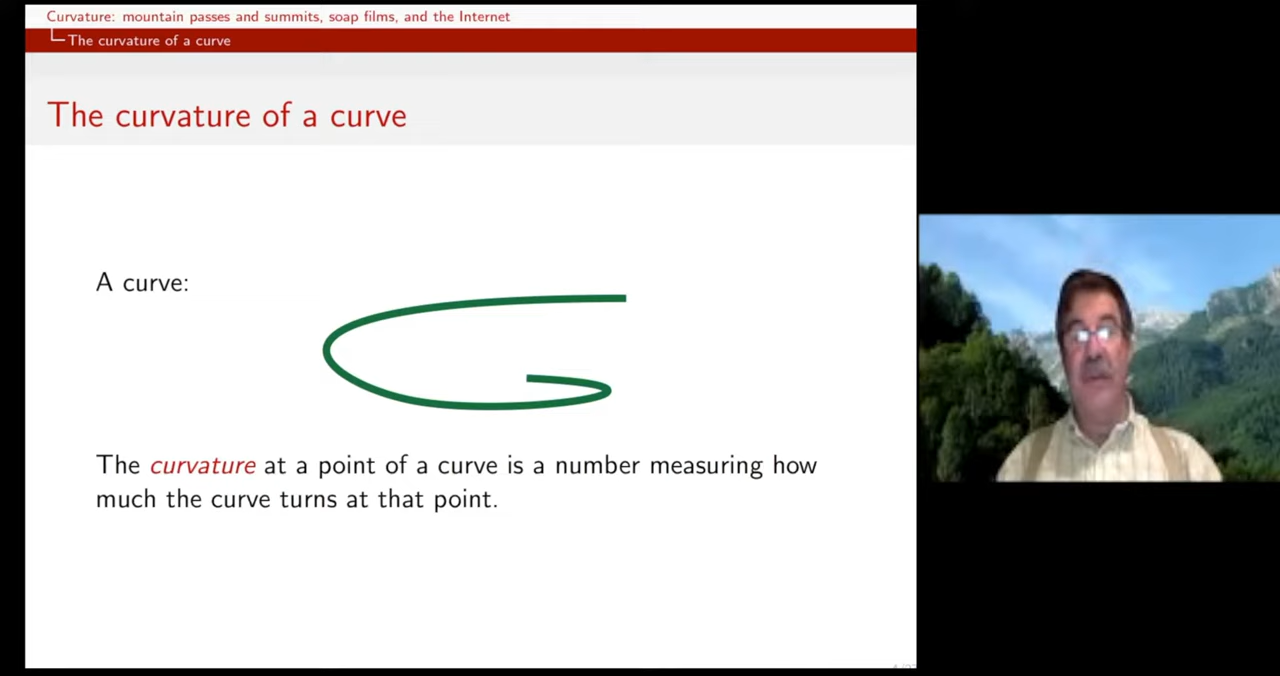 Curvature: mountain passes and summits, soap films, and the Internet
The curvature of a curve
The curvature of a curve
A curve:
The curvature at a point of a curve is a number measuring how
much the curve turns at that point.